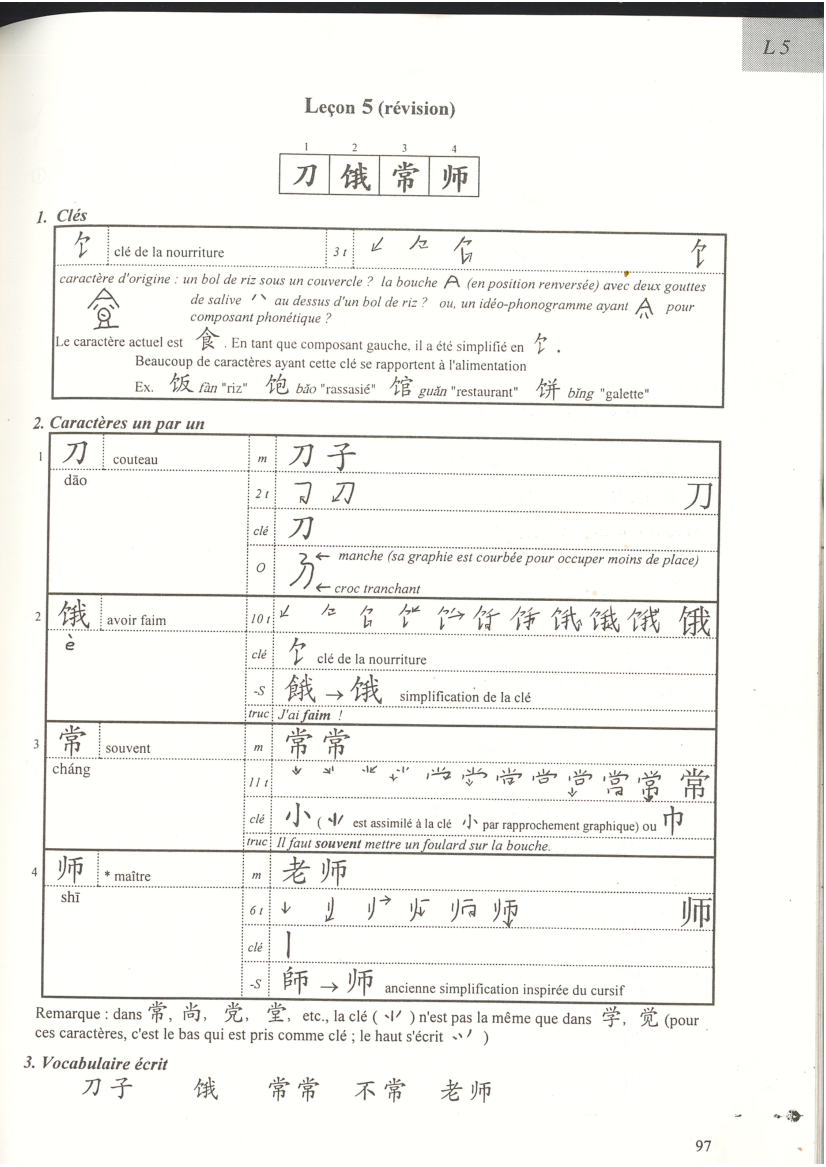 L 5
Leçon 5 (révision)
1 2 3 4
刀 饿 常 师
1. Clés
饣 clé de la nourriture 3 t 饣
caractère d'origine : un bol de riz sous un couvercle ? la bouche (en position renversée) avec deux gouttes
de salive au dessus d'un bol de riz ? ou, un idéo-phonogramme ayant pour
composant phonétique ?
Le caractère actuel est 食 . En tant que composant gauche, il a été simplifié en 饣 .
Beaucoup de caractères ayant cette clé se rapportent à l'alimentation
Ex. 饭 fàn "riz" 饱 bǎo "rassasié" 馆 guǎn "restaurant" 饼 bǐng "galette"
2. Caractères un par un
1 刀 couteau m 刀 子
dāo
2 t 刀
clé 刀
O ← manche (sa graphie est courbée pour occuper moins de place)
← croc tranchant
2 饿 avoir faim 10 t 饿
è
clé 饣 clé de la nourriture
-S 餓 → 饿 simplification de la clé
truc J'ai faim !
3 常 souvent m 常 常
cháng
11 t 常
clé 小 ( ⺌ est assimilé à la clé 小 par rapprochement graphique) ou 巾
truc Il faut souvent mettre un foulard sur la bouche.
4 师 * maître m 老 师
shī
6 t 师
clé 丨
-S 師 → 师 ancienne simplification inspirée du cursif
Remarque : dans 常, 尚, 党, 堂, etc., la clé ( ⺌ ) n'est pas la même que dans 学, 觉 (pour
ces caractères, c'est le bas qui est pris comme clé ; le haut s'écrit )
3. Vocabulaire écrit
刀 子 饿 常 常 不 常 老 师
97